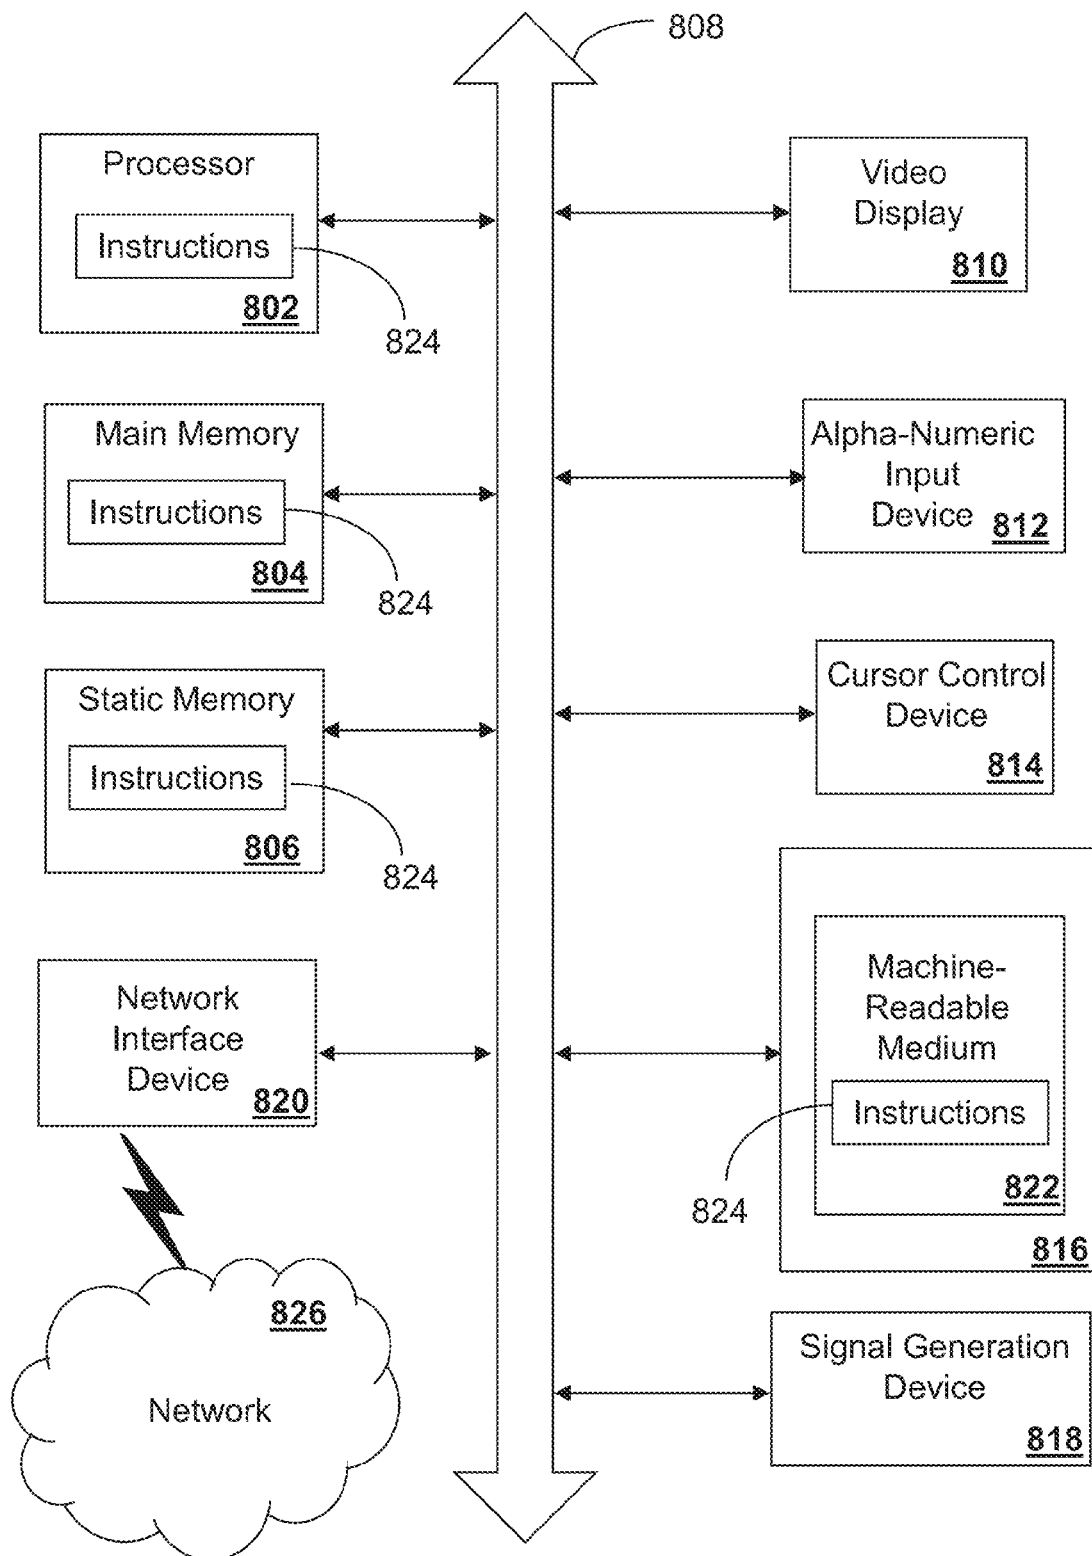 808
Processor
Instructions
802
824
Main Memory
Instructions
804
824
Static Memory
Instructions
806
824
Network
Interface
Device
820
826
Network
Video
Display
810
Alpha-Numeric
Input
Device
812
Cursor Control
Device
814
Machine-
Readable
Medium
Instructions
822
824
816
Signal Generation
Device
818